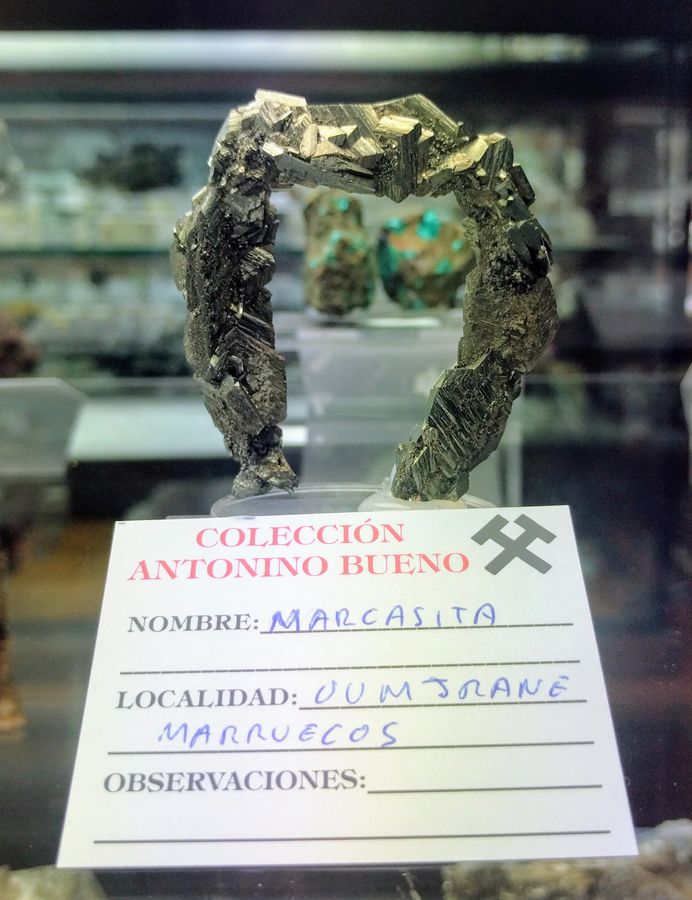 COLECCIÓN
ANTONINO BUENO
NOMBRE: MARCASITA
LOCALIDAD: OUMJRANE
MARRUECOS
OBSERVACIONES: